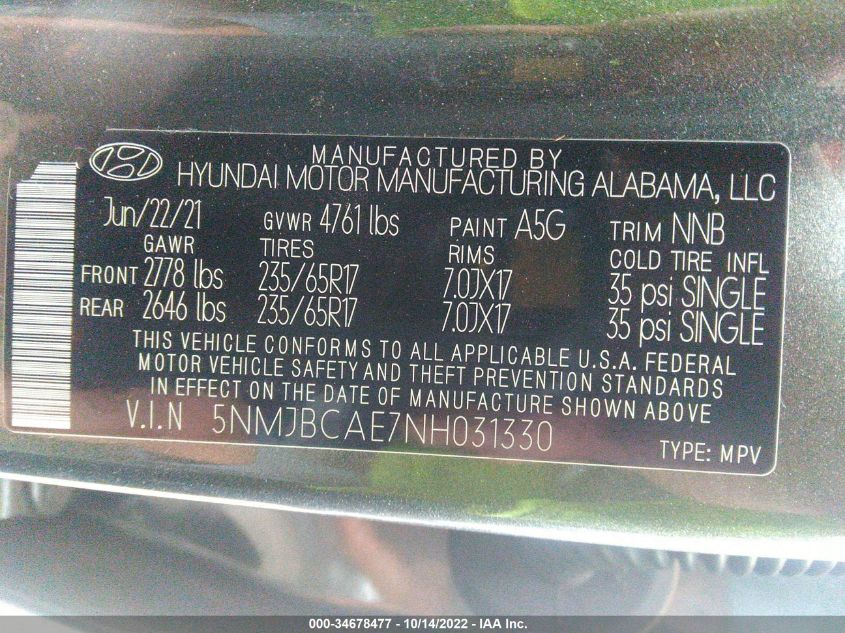 MANUFACTURED BY
HYUNDAI MOTOR MANUFACTURING ALABAMA, LLC
Jun/22/21 GVWR 4761 lbs PAINT A5G TRIM NNB
GAWR TIRES RIMS COLD TIRE INFL
FRONT 2778 lbs 235/65R17 7.0JX17 35 psi SINGLE
REAR 2646 lbs 235/65R17 7.0JX17 35 psi SINGLE
THIS VEHICLE CONFORMS TO ALL APPLICABLE U.S.A. FEDERAL
MOTOR VEHICLE SAFETY AND THEFT PREVENTION STANDARDS
IN EFFECT ON THE DATE OF MANUFACTURE SHOWN ABOVE
V.I.N 5NMJBCAE7NH031330 TYPE: MPV
000-34678477 - 10/14/2022 - IAA Inc.